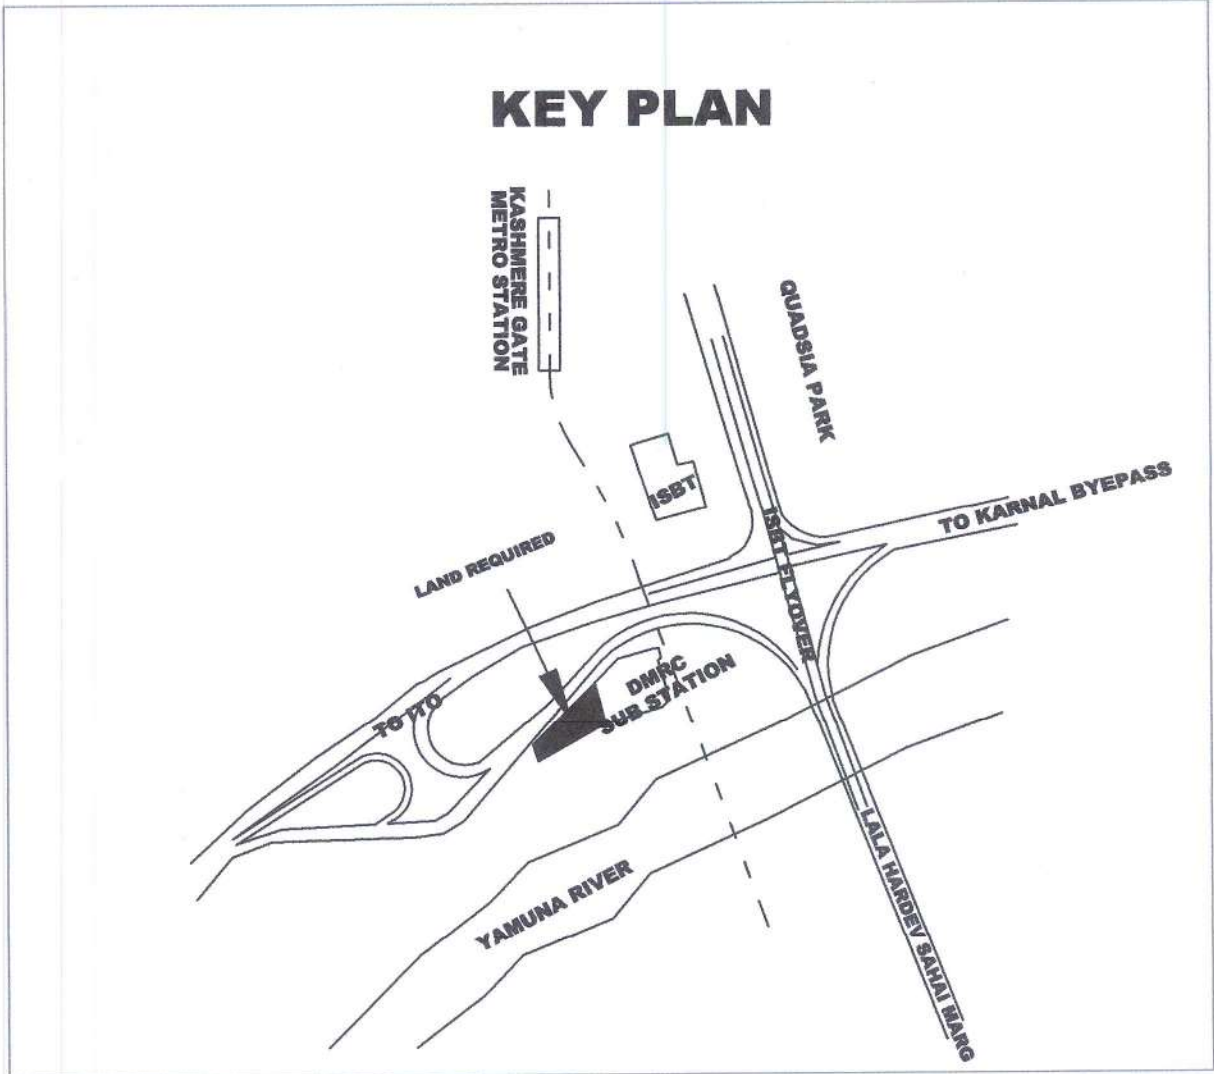 KEY PLAN
KASHMERE GATE
METRO STATION
QUADSIA PARK
ISBT
TO KARNAL BYEPASS
ISBT FLYOVER
LAND REQUIRED
DMRC
SUB STATION
TO ITO
YAMUNA RIVER
LALA HARDEV SAHAI MARG